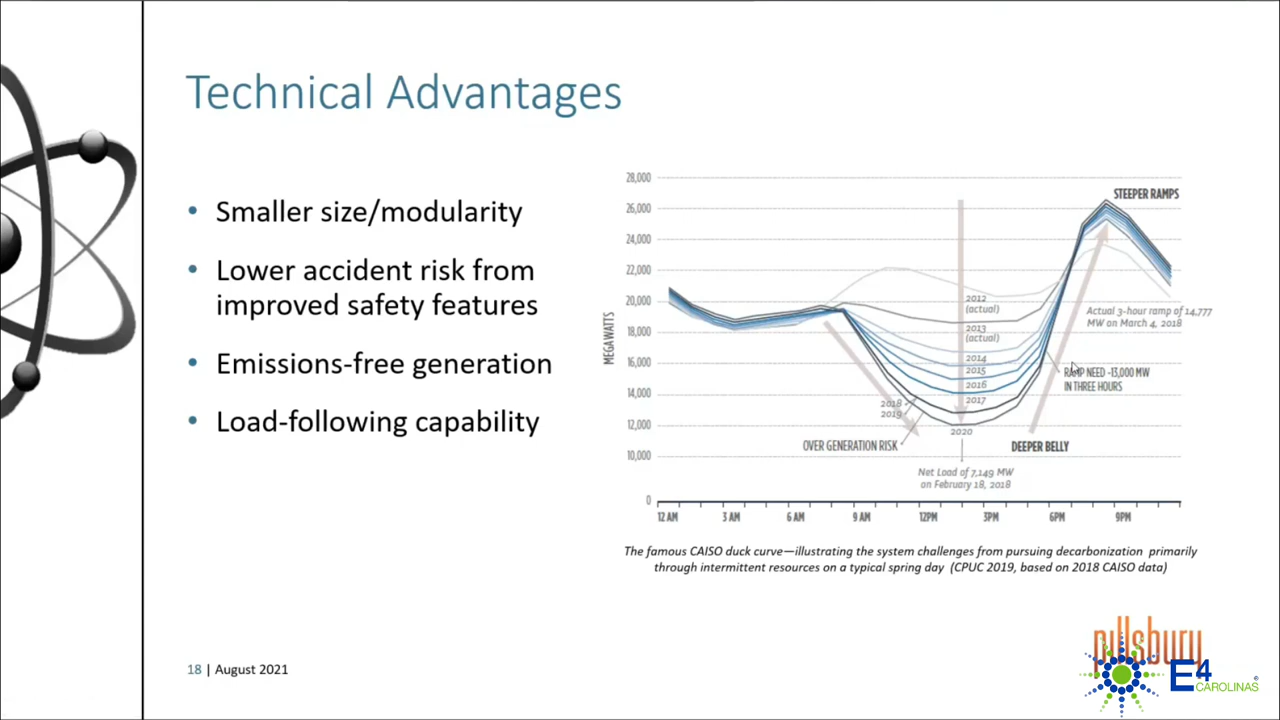 Technical Advantages
• Smaller size/modularity
• Lower accident risk from
improved safety features
• Emissions-free generation
• Load-following capability
28,000
26,000
24,000
22,000
20,000
18,000
16,000
14,000
12,000
10,000
0
MEGAWATTS
12 AM
3 AM
6 AM
9 AM
12PM
3PM
6PM
9PM
STEEPER RAMPS
2012
(actual)
2013
(actual)
2014
2015
2016
2017
2018
2019
2020
Actual 3-hour ramp of 14,777
MW on March 4, 2018
RAMP NEED ~13,000 MW
IN THREE HOURS
OVER GENERATION RISK
DEEPER BELLY
Net Load of 7,149 MW
on February 18, 2018
The famous CAISO duck curve—illustrating the system challenges from pursuing decarbonization primarily
through intermittent resources on a typical spring day (CPUC 2019, based on 2018 CAISO data)
18 | August 2021
pillsbury
E4
CAROLINAS